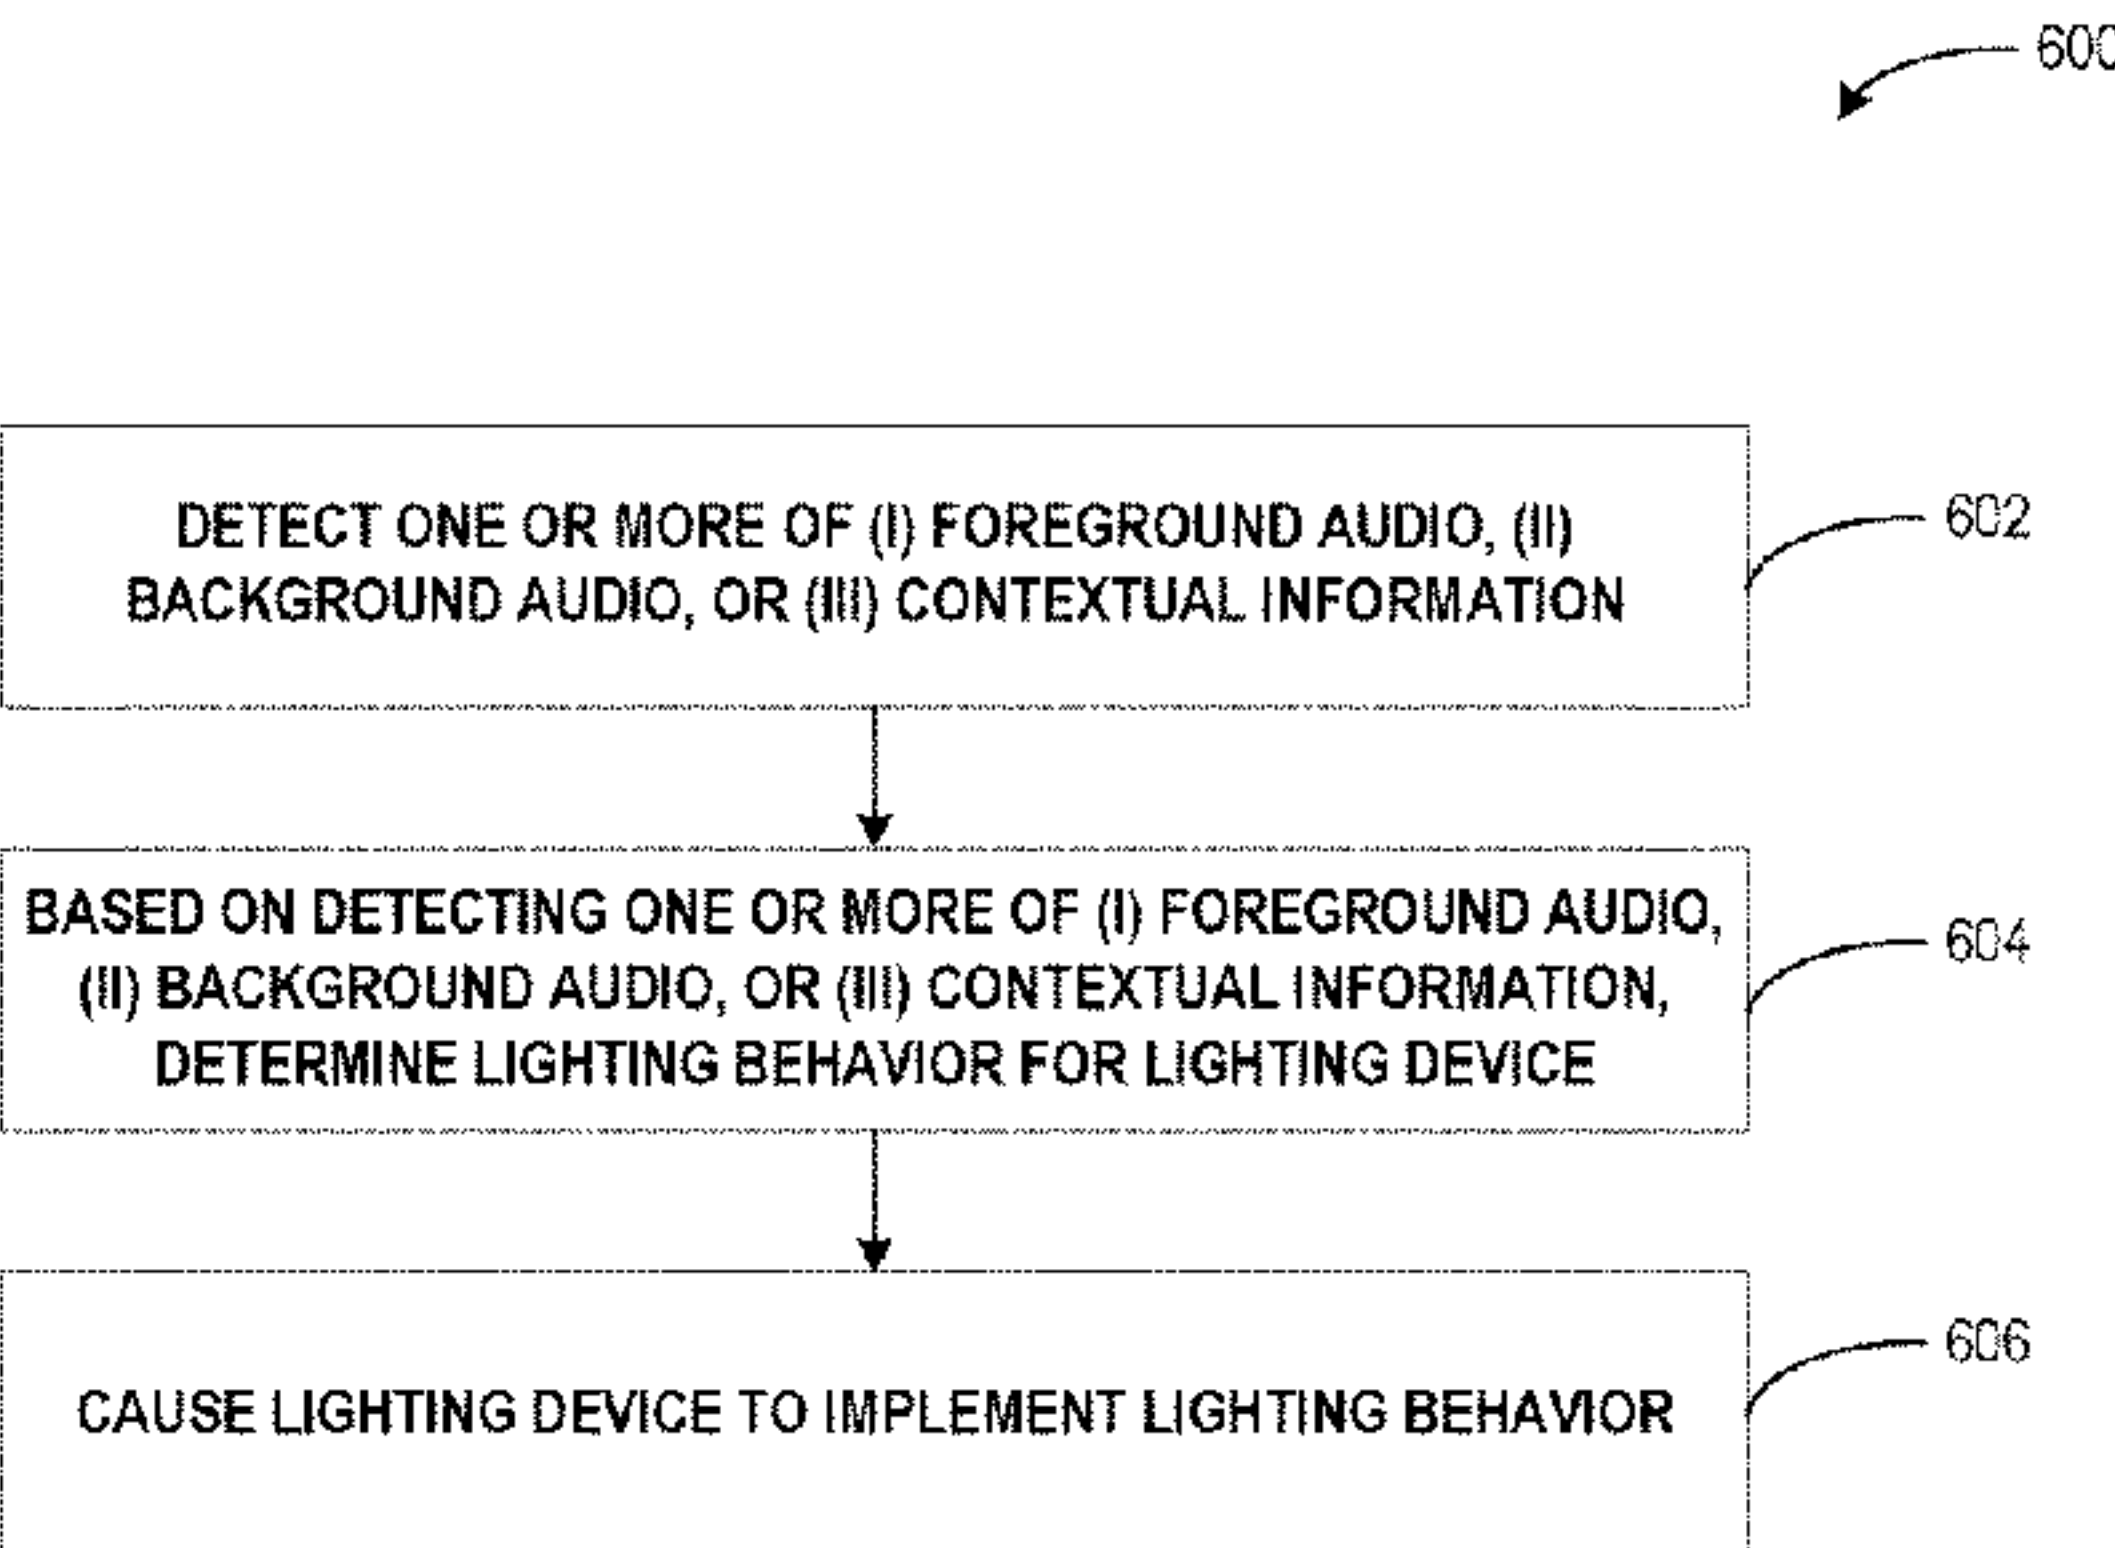 600
DETECT ONE OR MORE OF (I) FOREGROUND AUDIO, (II)
BACKGROUND AUDIO, OR (III) CONTEXTUAL INFORMATION
602
BASED ON DETECTING ONE OR MORE OF (I) FOREGROUND AUDIO,
(II) BACKGROUND AUDIO, OR (III) CONTEXTUAL INFORMATION,
DETERMINE LIGHTING BEHAVIOR FOR LIGHTING DEVICE
604
CAUSE LIGHTING DEVICE TO IMPLEMENT LIGHTING BEHAVIOR
606